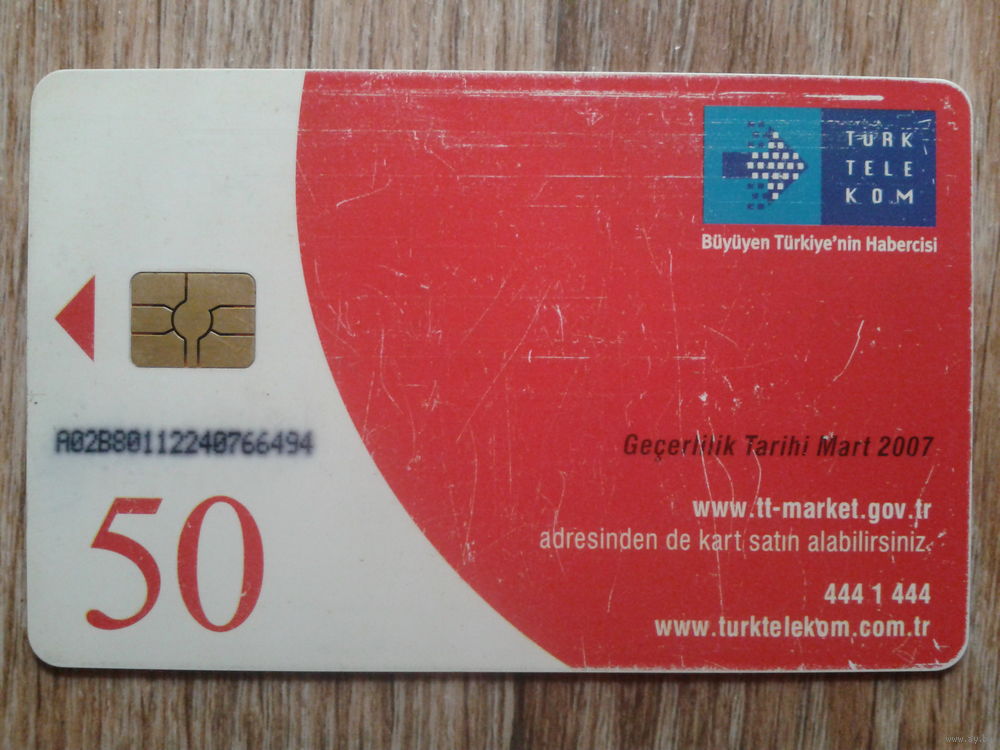 TÜRK
TELE
KOM
Büyüyen Türkiye'nin Habercisi
A02B80112240766494
50
Geçerlilik Tarihi Mart 2007
www.tt-market.gov.tr
adresinden de kart satın alabilirsiniz.
444 1 444
www.turktelekom.com.tr